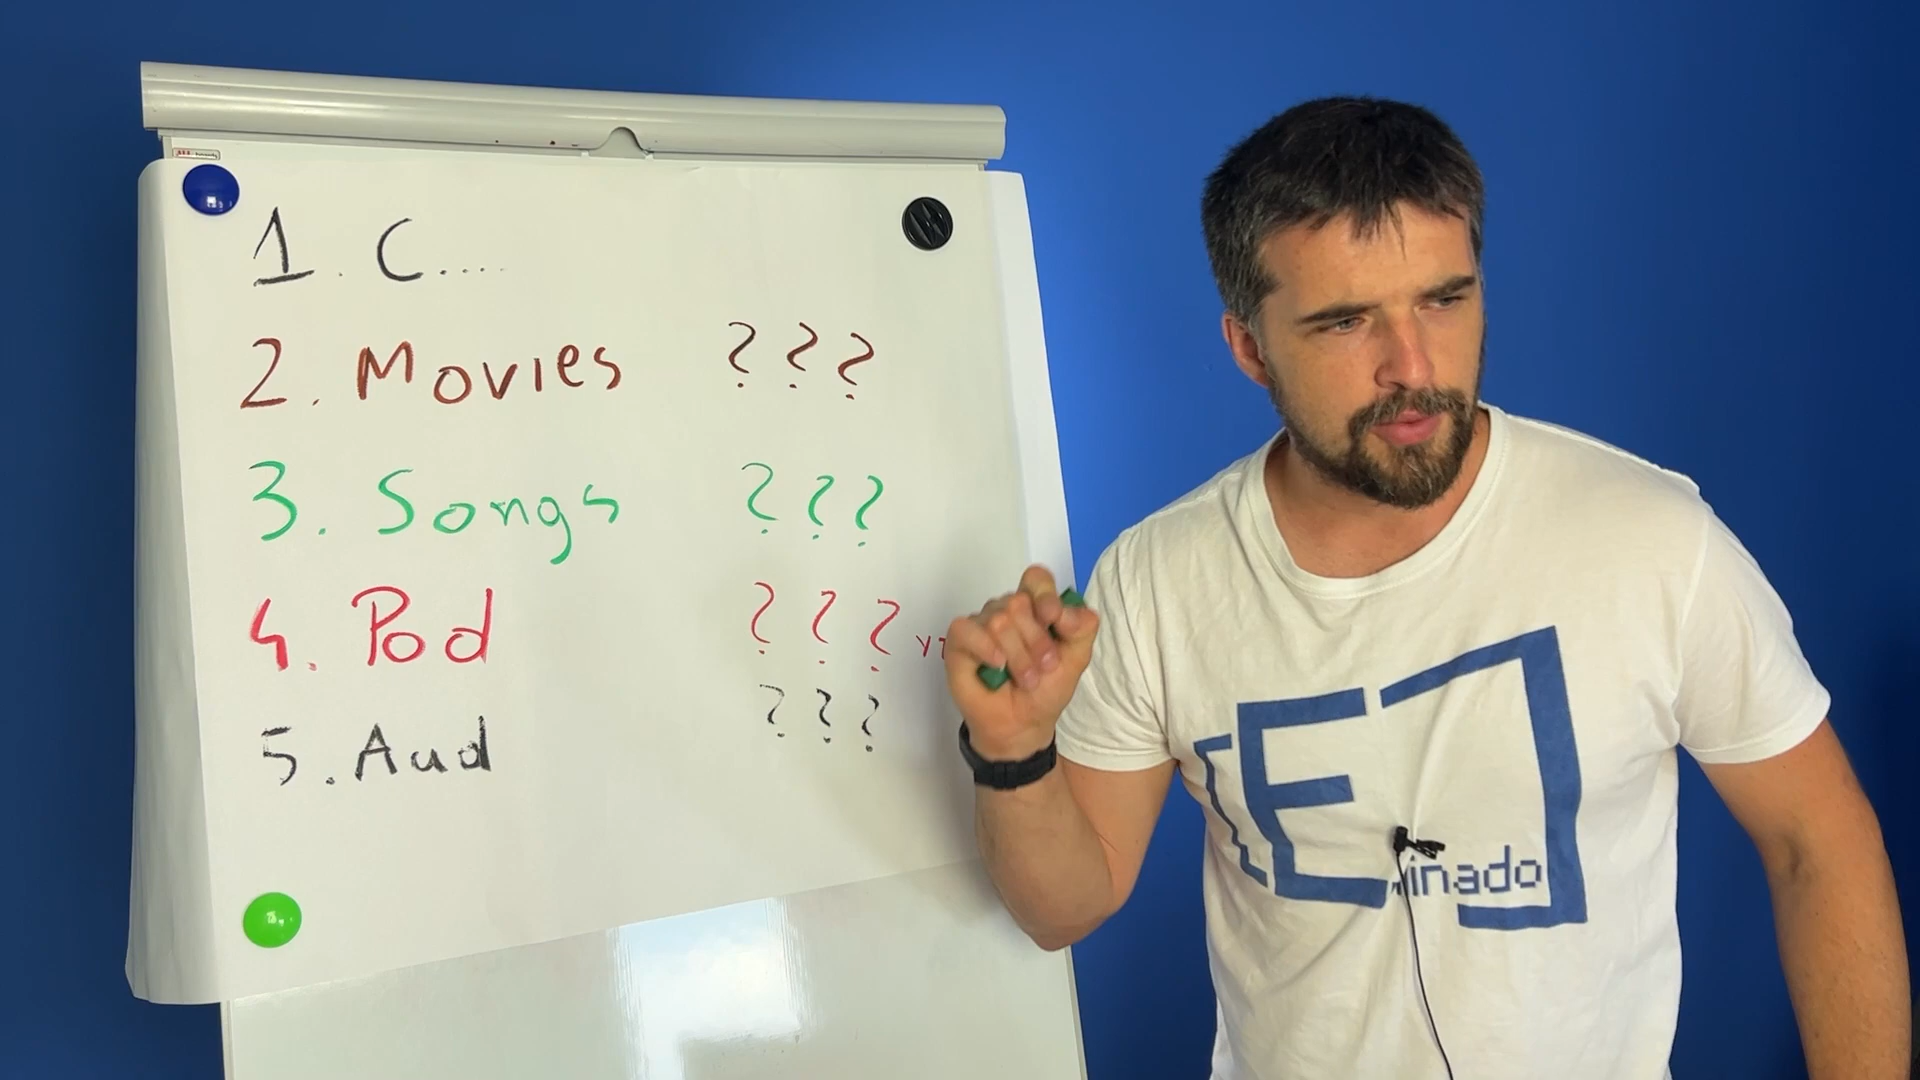 1. C....
2. Movies ???
3. Songs ???
4. Pod ???
5. Aud ???
E
inado